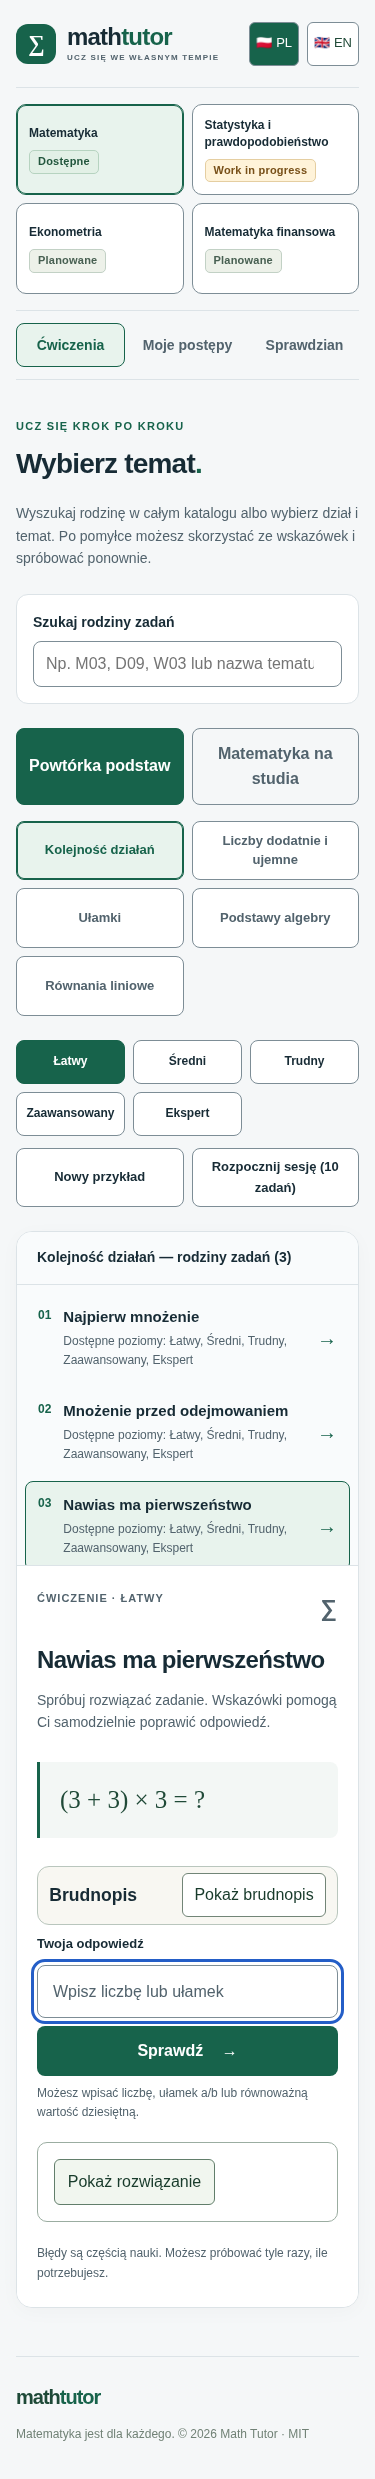 ∑ mathtutor
UCZ SIĘ WE WŁASNYM TEMPIE
🇵🇱 PL
🇬🇧 EN
Matematyka
Dostępne
Statystyka i
prawdopodobieństwo
Work in progress
Ekonometria
Planowane
Matematyka finansowa
Planowane
Ćwiczenia
Moje postępy
Sprawdzian
UCZ SIĘ KROK PO KROKU
Wybierz temat.
Wyszukaj rodzinę w całym katalogu albo wybierz dział i
temat. Po pomyłce możesz skorzystać ze wskazówek i
spróbować ponownie.
Szukaj rodziny zadań
Np. M03, D09, W03 lub nazwa tematu
Powtórka podstaw
Matematyka na
studia
Kolejność działań
Liczby dodatnie i
ujemne
Ułamki
Podstawy algebry
Równania liniowe
Łatwy
Średni
Trudny
Zaawansowany
Ekspert
Nowy przykład
Rozpocznij sesję (10
zadań)
Kolejność działań — rodziny zadań (3)
01 Najpierw mnożenie
Dostępne poziomy: Łatwy, Średni, Trudny,
Zaawansowany, Ekspert
→
02 Mnożenie przed odejmowaniem
Dostępne poziomy: Łatwy, Średni, Trudny,
Zaawansowany, Ekspert
→
03 Nawias ma pierwszeństwo
Dostępne poziomy: Łatwy, Średni, Trudny,
Zaawansowany, Ekspert
→
ĆWICZENIE · ŁATWY
∑
Nawias ma pierwszeństwo
Spróbuj rozwiązać zadanie. Wskazówki pomogą
Ci samodzielnie poprawić odpowiedź.
(3 + 3) × 3 = ?
Brudnopis
Pokaż brudnopis
Twoja odpowiedź
Wpisz liczbę lub ułamek
Sprawdź →
Możesz wpisać liczbę, ułamek a/b lub równoważną
wartość dziesiętną.
Pokaż rozwiązanie
Błędy są częścią nauki. Możesz próbować tyle razy, ile
potrzebujesz.
mathtutor
Matematyka jest dla każdego. © 2026 Math Tutor · MIT